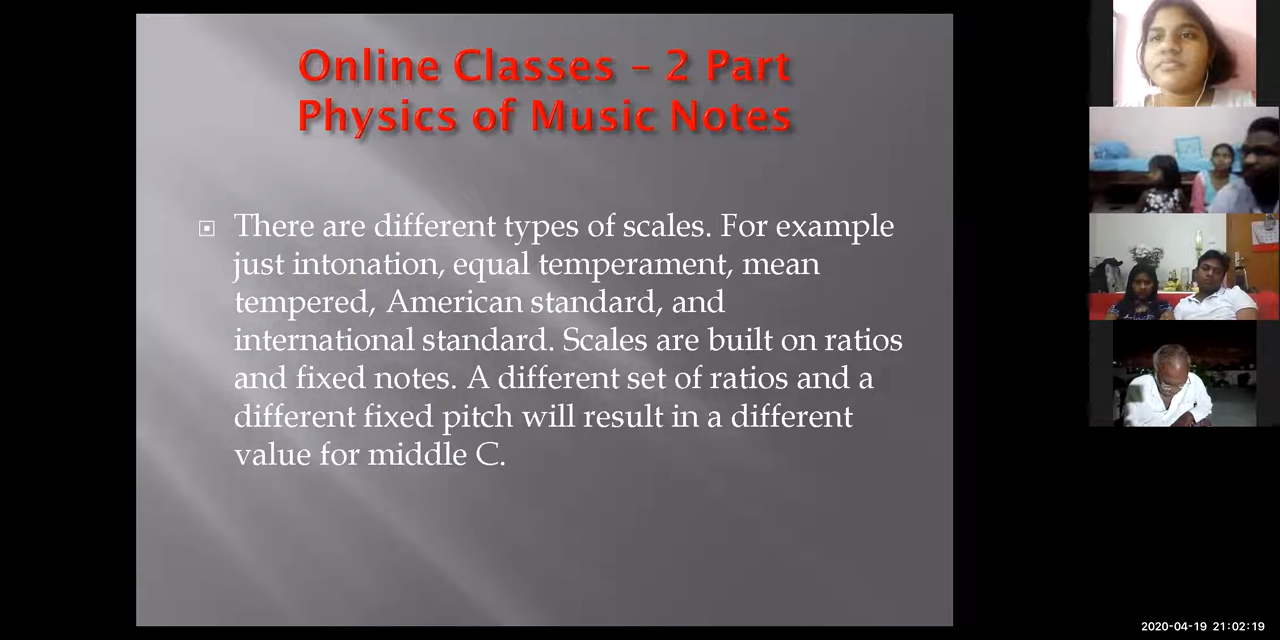 Online Classes – 2 Part
Physics of Music Notes
There are different types of scales. For example
just intonation, equal temperament, mean
tempered, American standard, and
international standard. Scales are built on ratios
and fixed notes. A different set of ratios and a
different fixed pitch will result in a different
value for middle C.
2020-04-19 21:02:19